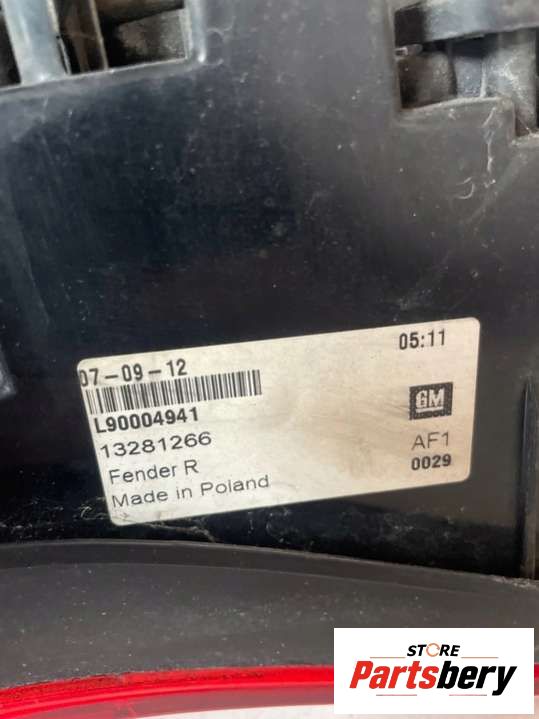 07-09-12
05:11
L90004941
GM
13281266
AF1
Fender R
0029
Made in Poland
STORE
Partsbery